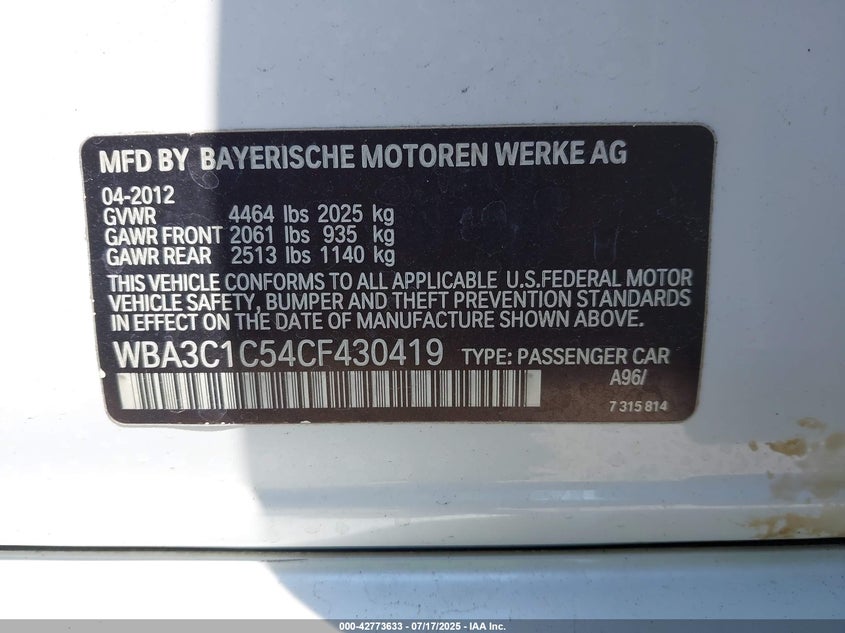 MFD BY BAYERISCHE MOTOREN WERKE AG
04-2012
GVWR 4464 lbs 2025 kg
GAWR FRONT 2061 lbs 935 kg
GAWR REAR 2513 lbs 1140 kg
THIS VEHICLE CONFORMS TO ALL APPLICABLE U.S.FEDERAL MOTOR
VEHICLE SAFETY, BUMPER AND THEFT PREVENTION STANDARDS
IN EFFECT ON THE DATE OF MANUFACTURE SHOWN ABOVE.
WBA3C1C54CF430419 TYPE: PASSENGER CAR
A96/
7 315 814
000-42773633 / 07/17/2025 - IAA Inc.